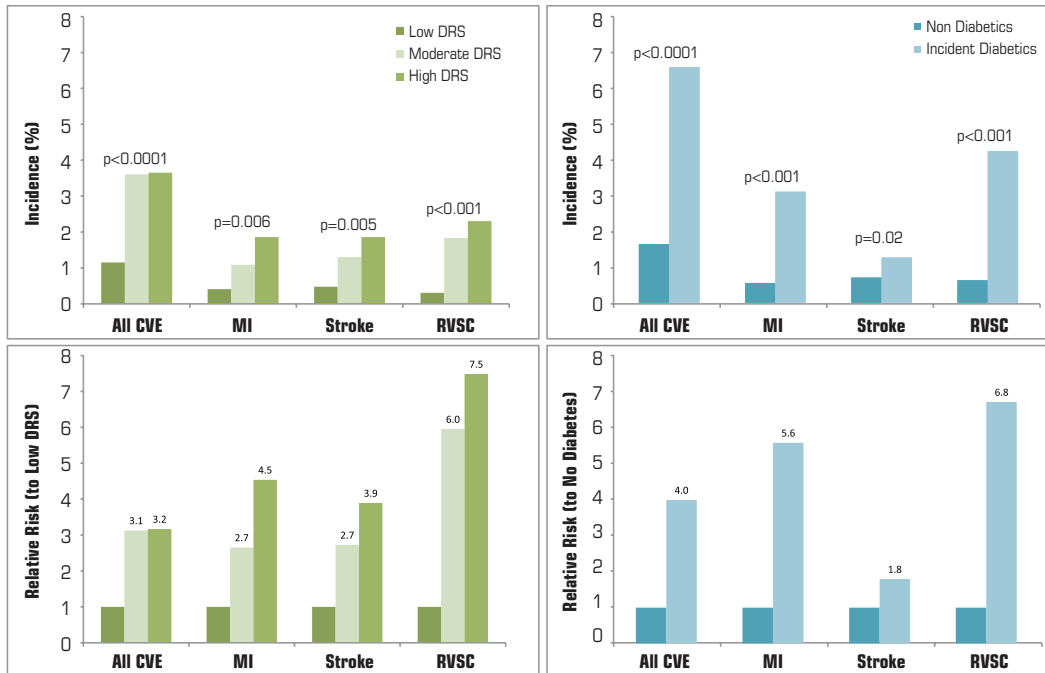 Incidence (%)
8
7
6
5
4
3
2
1
0
Low DRS
Moderate DRS
High DRS
p<0.0001
p=0.006
p=0.005
p<0.001
All CVE MI Stroke RVSC
Incidence (%)
8
7
6
5
4
3
2
1
0
Non Diabetics
Incident Diabetics
p<0.0001
p<0.001
p=0.02
p<0.001
All CVE MI Stroke RVSC
Relative Risk (to Low DRS)
8
7
6
5
4
3
2
1
0
3.1 3.2
2.7 4.5
2.7 3.9
6.0 7.5
All CVE MI Stroke RVSC
Relative Risk (to No Diabetes)
8
7
6
5
4
3
2
1
0
4.0
5.6
1.8
6.8
All CVE MI Stroke RVSC